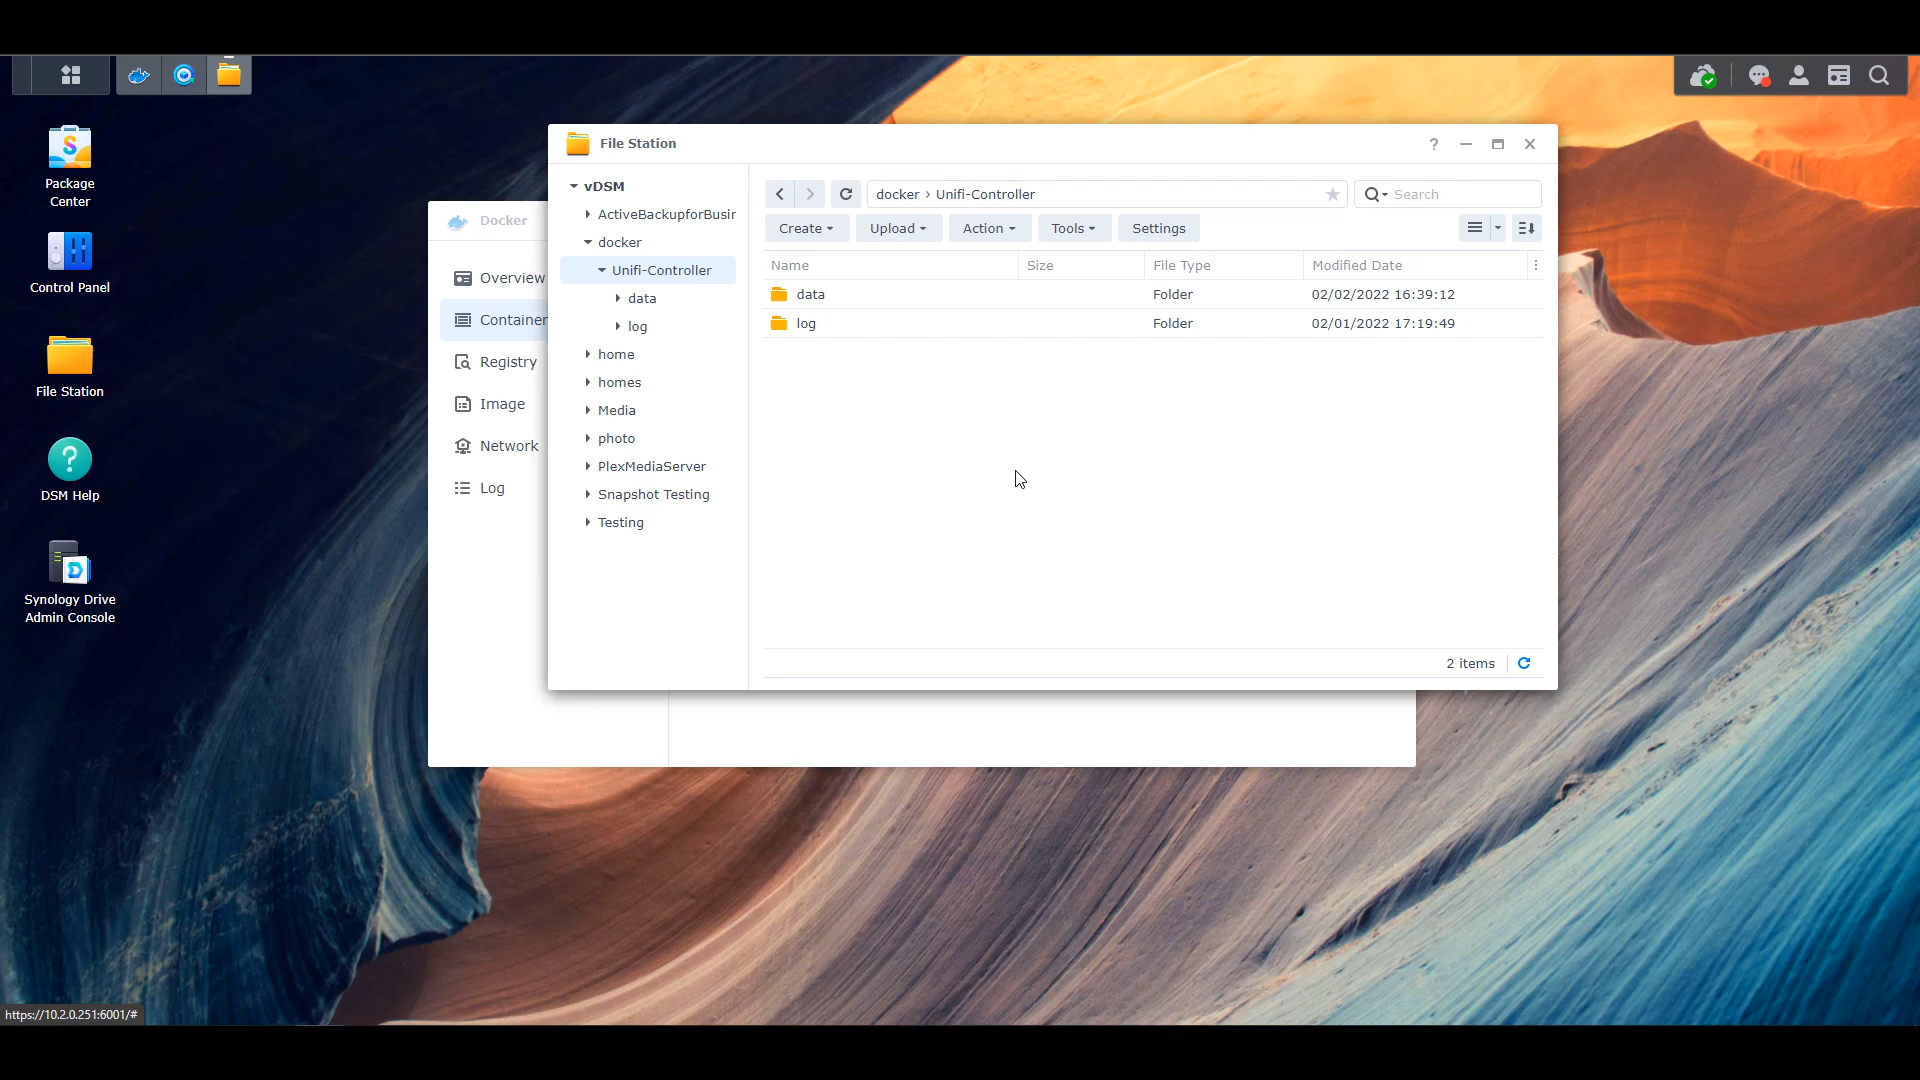 Package
Center
Control Panel
File Station
DSM Help
Synology Drive
Admin Console
Docker
Overview
Container
Registry
Image
Network
Log
File Station
vDSM
ActiveBackupforBusir
docker
Unifi-Controller
data
log
home
homes
Media
photo
PlexMediaServer
Snapshot Testing
Testing
docker › Unifi-Controller
Search
Create Upload Action Tools Settings
Name Size File Type Modified Date
data Folder 02/02/2022 16:39:12
log Folder 02/01/2022 17:19:49
2 items
https://10.2.0.251:6001/#